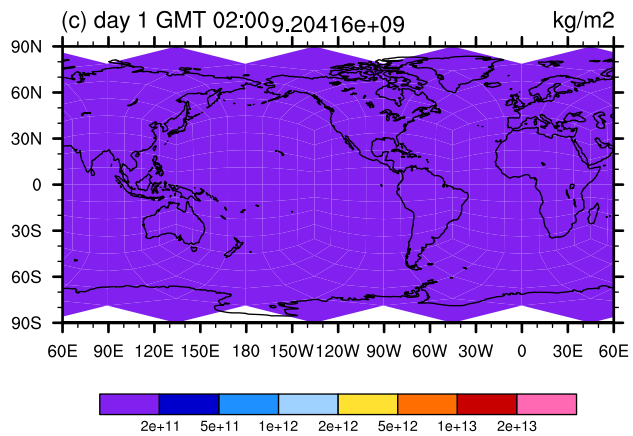 (c) day 1 GMT 02:00 9.20416e+09 kg/m2
90N
60N
30N
0
30S
60S
90S
60E 90E 120E 150E 180 150W 120W 90W 60W 30W 0 30E 60E
2e+11 5e+11 1e+12 2e+12 5e+12 1e+13 2e+13